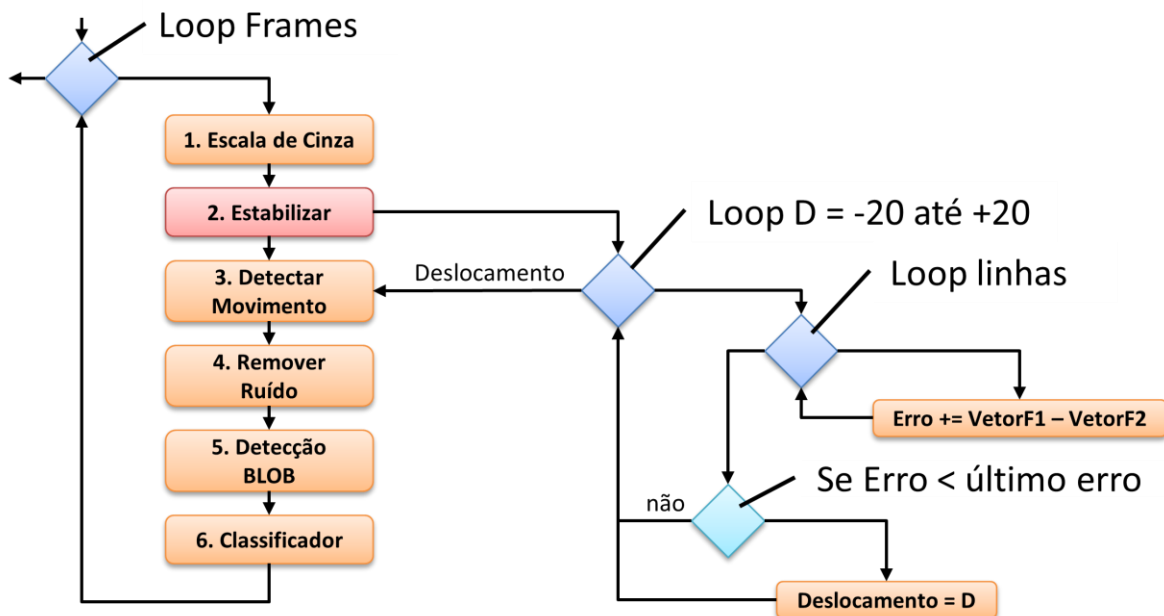 Loop Frames
1. Escala de Cinza
2. Estabilizar
Loop D = -20 até +20
3. Detectar
Movimento
Deslocamento
Loop linhas
4. Remover
Ruído
Erro += VetorF1 – VetorF2
5. Detecção
BLOB
Se Erro < último erro
não
6. Classificador
Deslocamento = D